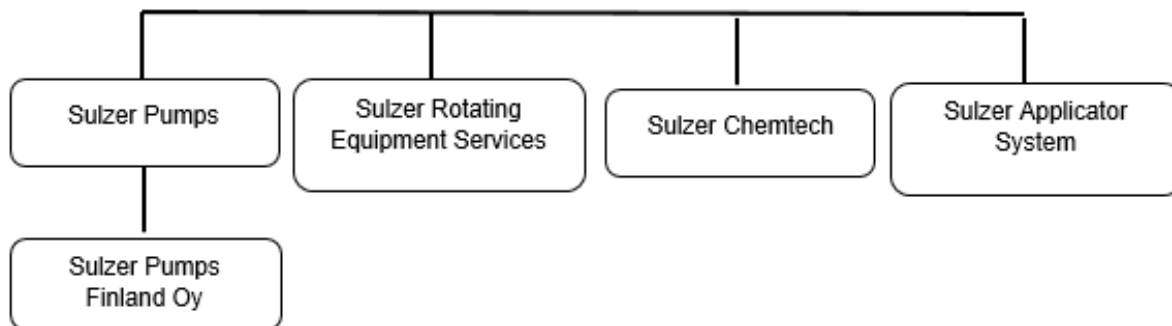 Sulzer Pumps
Sulzer Rotating
Equipment Services
Sulzer Chemtech
Sulzer Applicator
System
Sulzer Pumps
Finland Oy